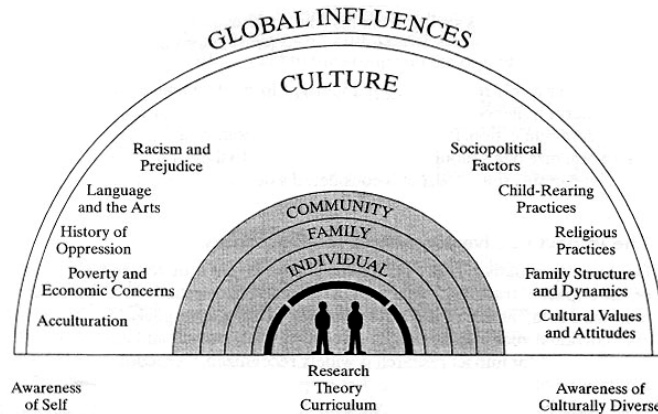 GLOBAL INFLUENCES
CULTURE
Racism and
Prejudice
Language
and the Arts
History of
Oppression
Poverty and
Economic Concerns
Acculturation
Sociopolitical
Factors
Child-Rearing
Practices
Religious
Practices
Family Structure
and Dynamics
Cultural Values
and Attitudes
COMMUNITY
FAMILY
INDIVIDUAL
Awareness
of Self
Research
Theory
Curriculum
Awareness of
Culturally Diverse